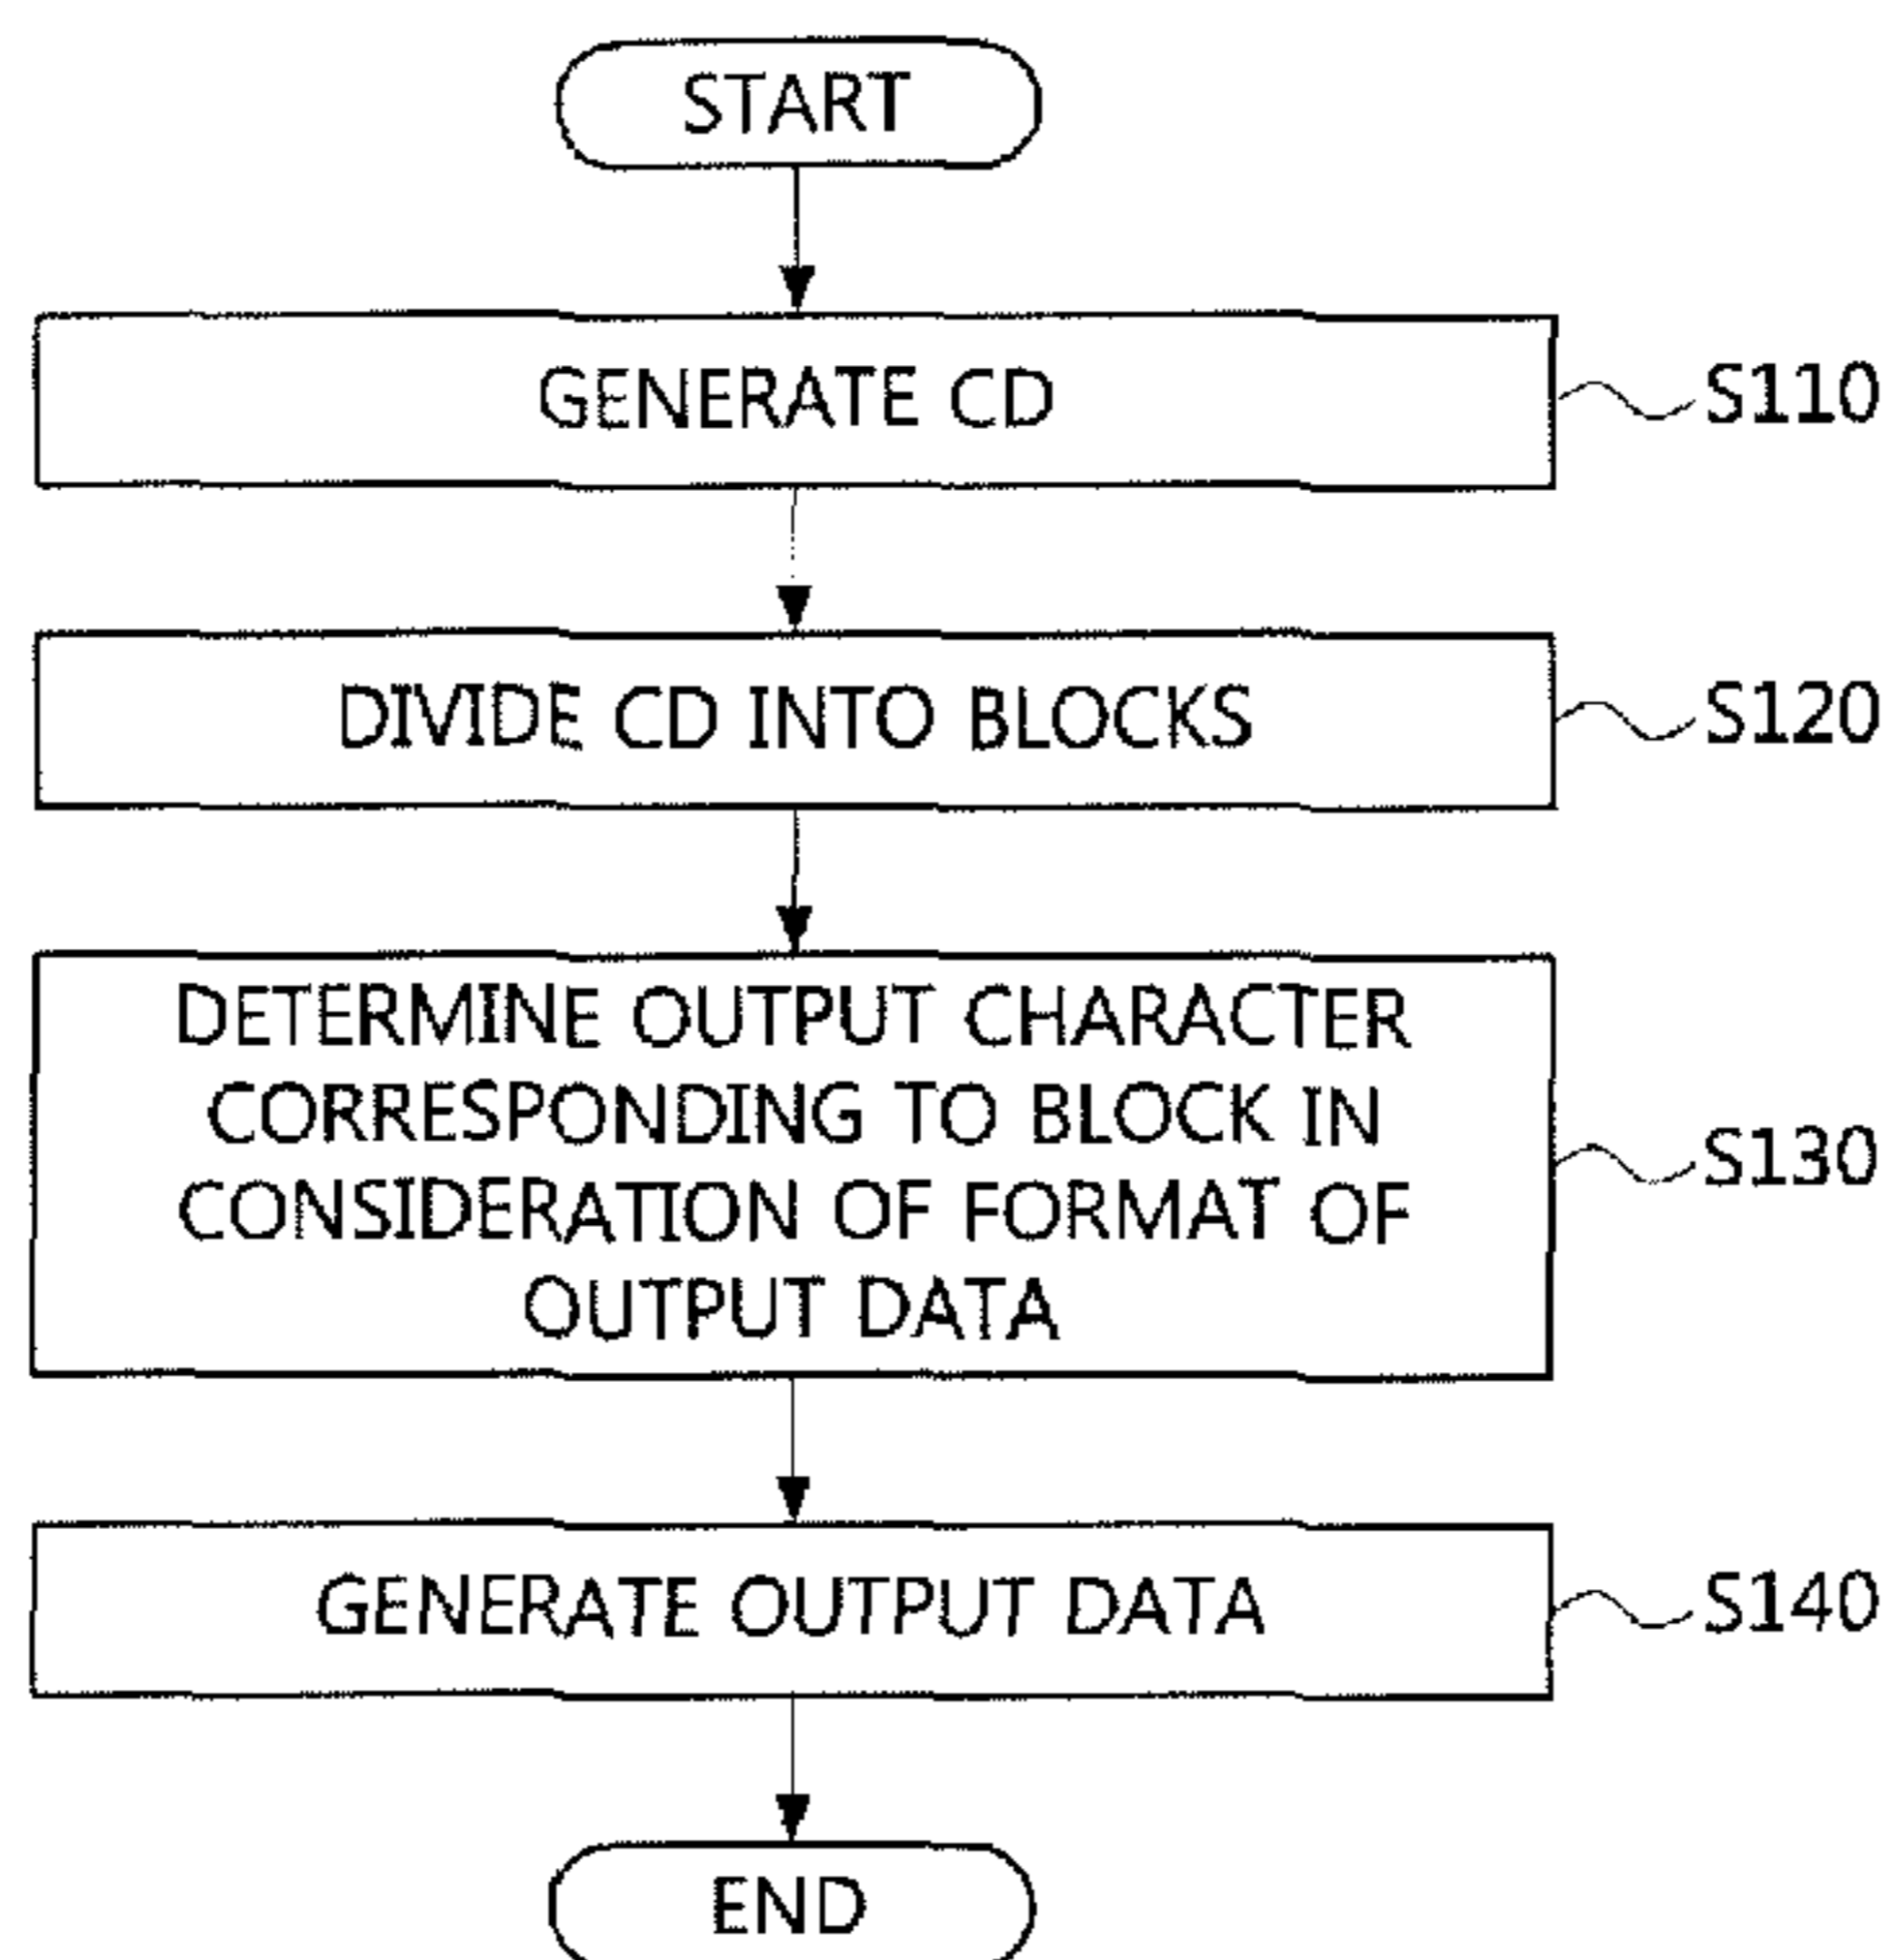 START
GENERATE CD
S110
DIVIDE CD INTO BLOCKS
S120
DETERMINE OUTPUT CHARACTER
CORRESPONDING TO BLOCK IN
CONSIDERATION OF FORMAT OF
OUTPUT DATA
S130
GENERATE OUTPUT DATA
S140
END